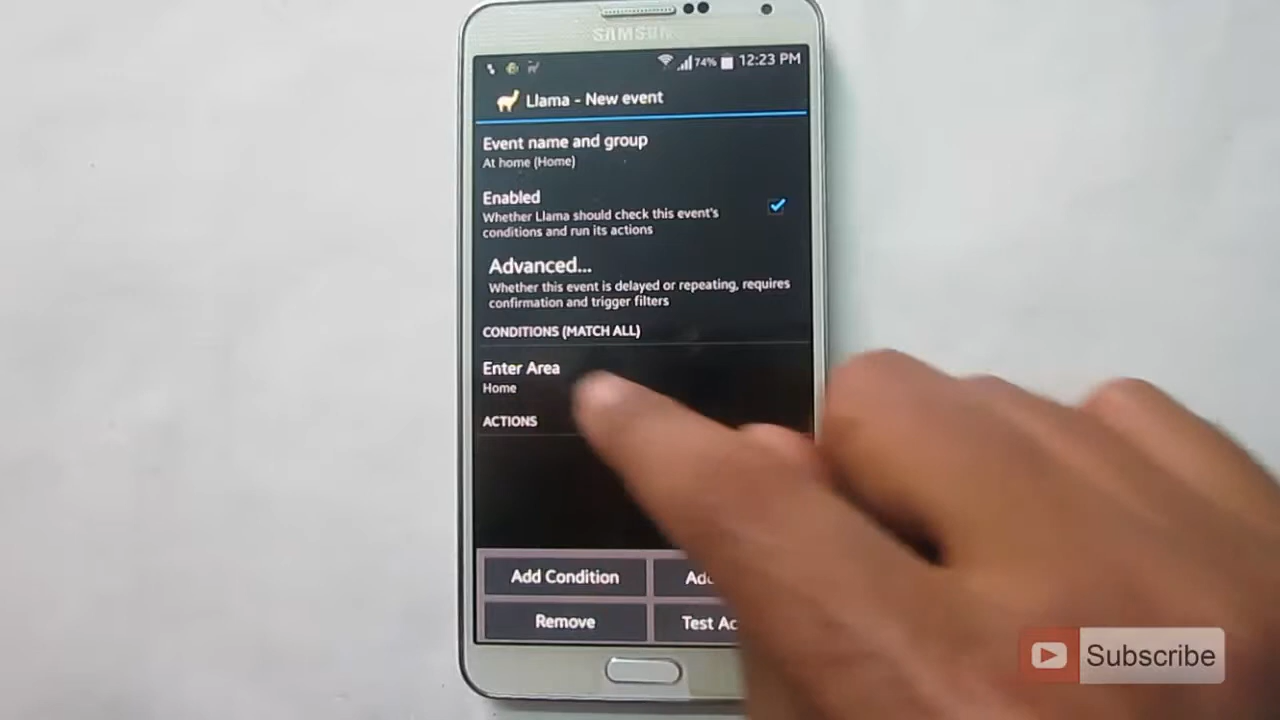 SAMSUNG
74% 12:23 PM
Llama - New event
Event name and group
At home (Home)
Enabled
Whether Llama should check this event's
conditions and run its actions
Advanced...
Whether this event is delayed or repeating, requires
confirmation and trigger filters
CONDITIONS (MATCH ALL)
Enter Area
Home
ACTIONS
Add Condition
Remove
Test
Subscribe